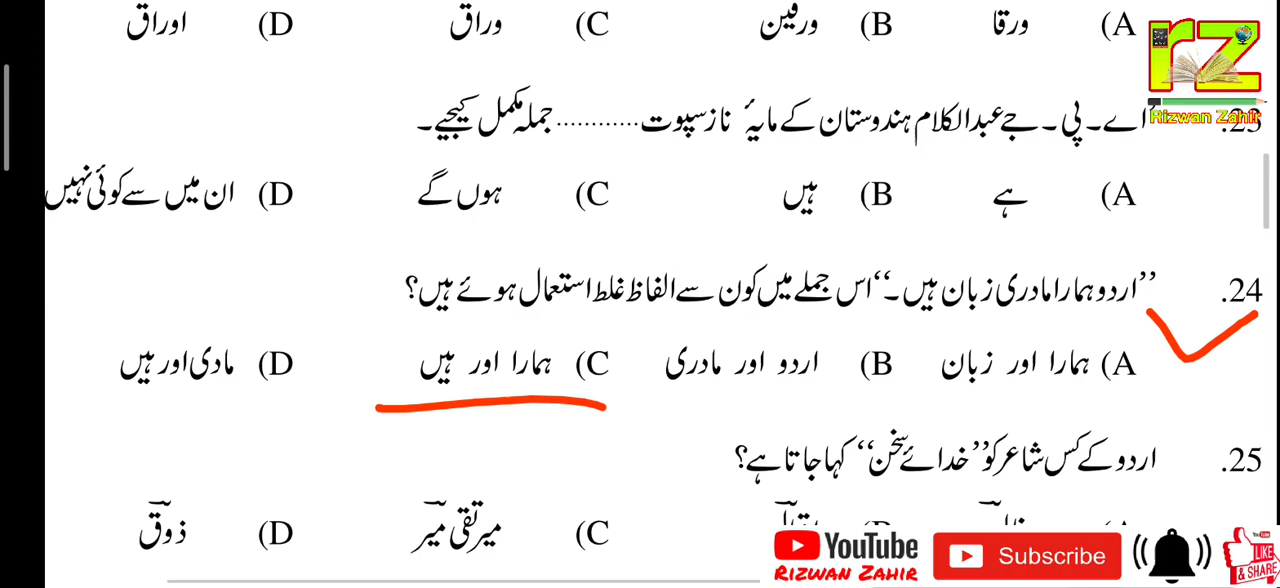 A) ورقا B) ورقین C) وراق D) اوراق
rz
Rizwan Zahir
23. اے۔ پی۔ جے عبدالکلام ہندوستان کے مایۂ ناز سپوت ............ جملہ مکمل کیجیے۔
A) ہے B) ہیں C) ہوں گے D) ان میں سے کوئی نہیں
24. ’’اردو ہمارا مادری زبان ہیں۔‘‘ اس جملے میں کون سے الفاظ غلط استعمال ہوئے ہیں؟
A) ہمارا اور زبان B) اردو اور مادری C) ہمارا اور ہیں D) مادی اور ہیں
25. اردو کے کس شاعر کو ’’خدائے سخن‘‘ کہا جاتا ہے؟
C) میر تقی میرؔ D) ذوقؔ
YouTube
RIZWAN ZAHIR
Subscribe
LIKE
& SHARE